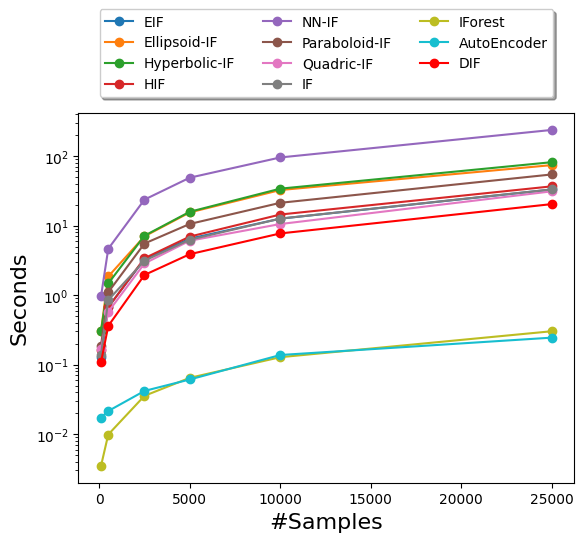 EIF NN-IF IForest
Ellipsoid-IF Paraboloid-IF AutoEncoder
Hyperbolic-IF Quadric-IF DIF
HIF IF
10^2
10^1
10^0
10^-1
10^-2
Seconds
0 5000 10000 15000 20000 25000
#Samples